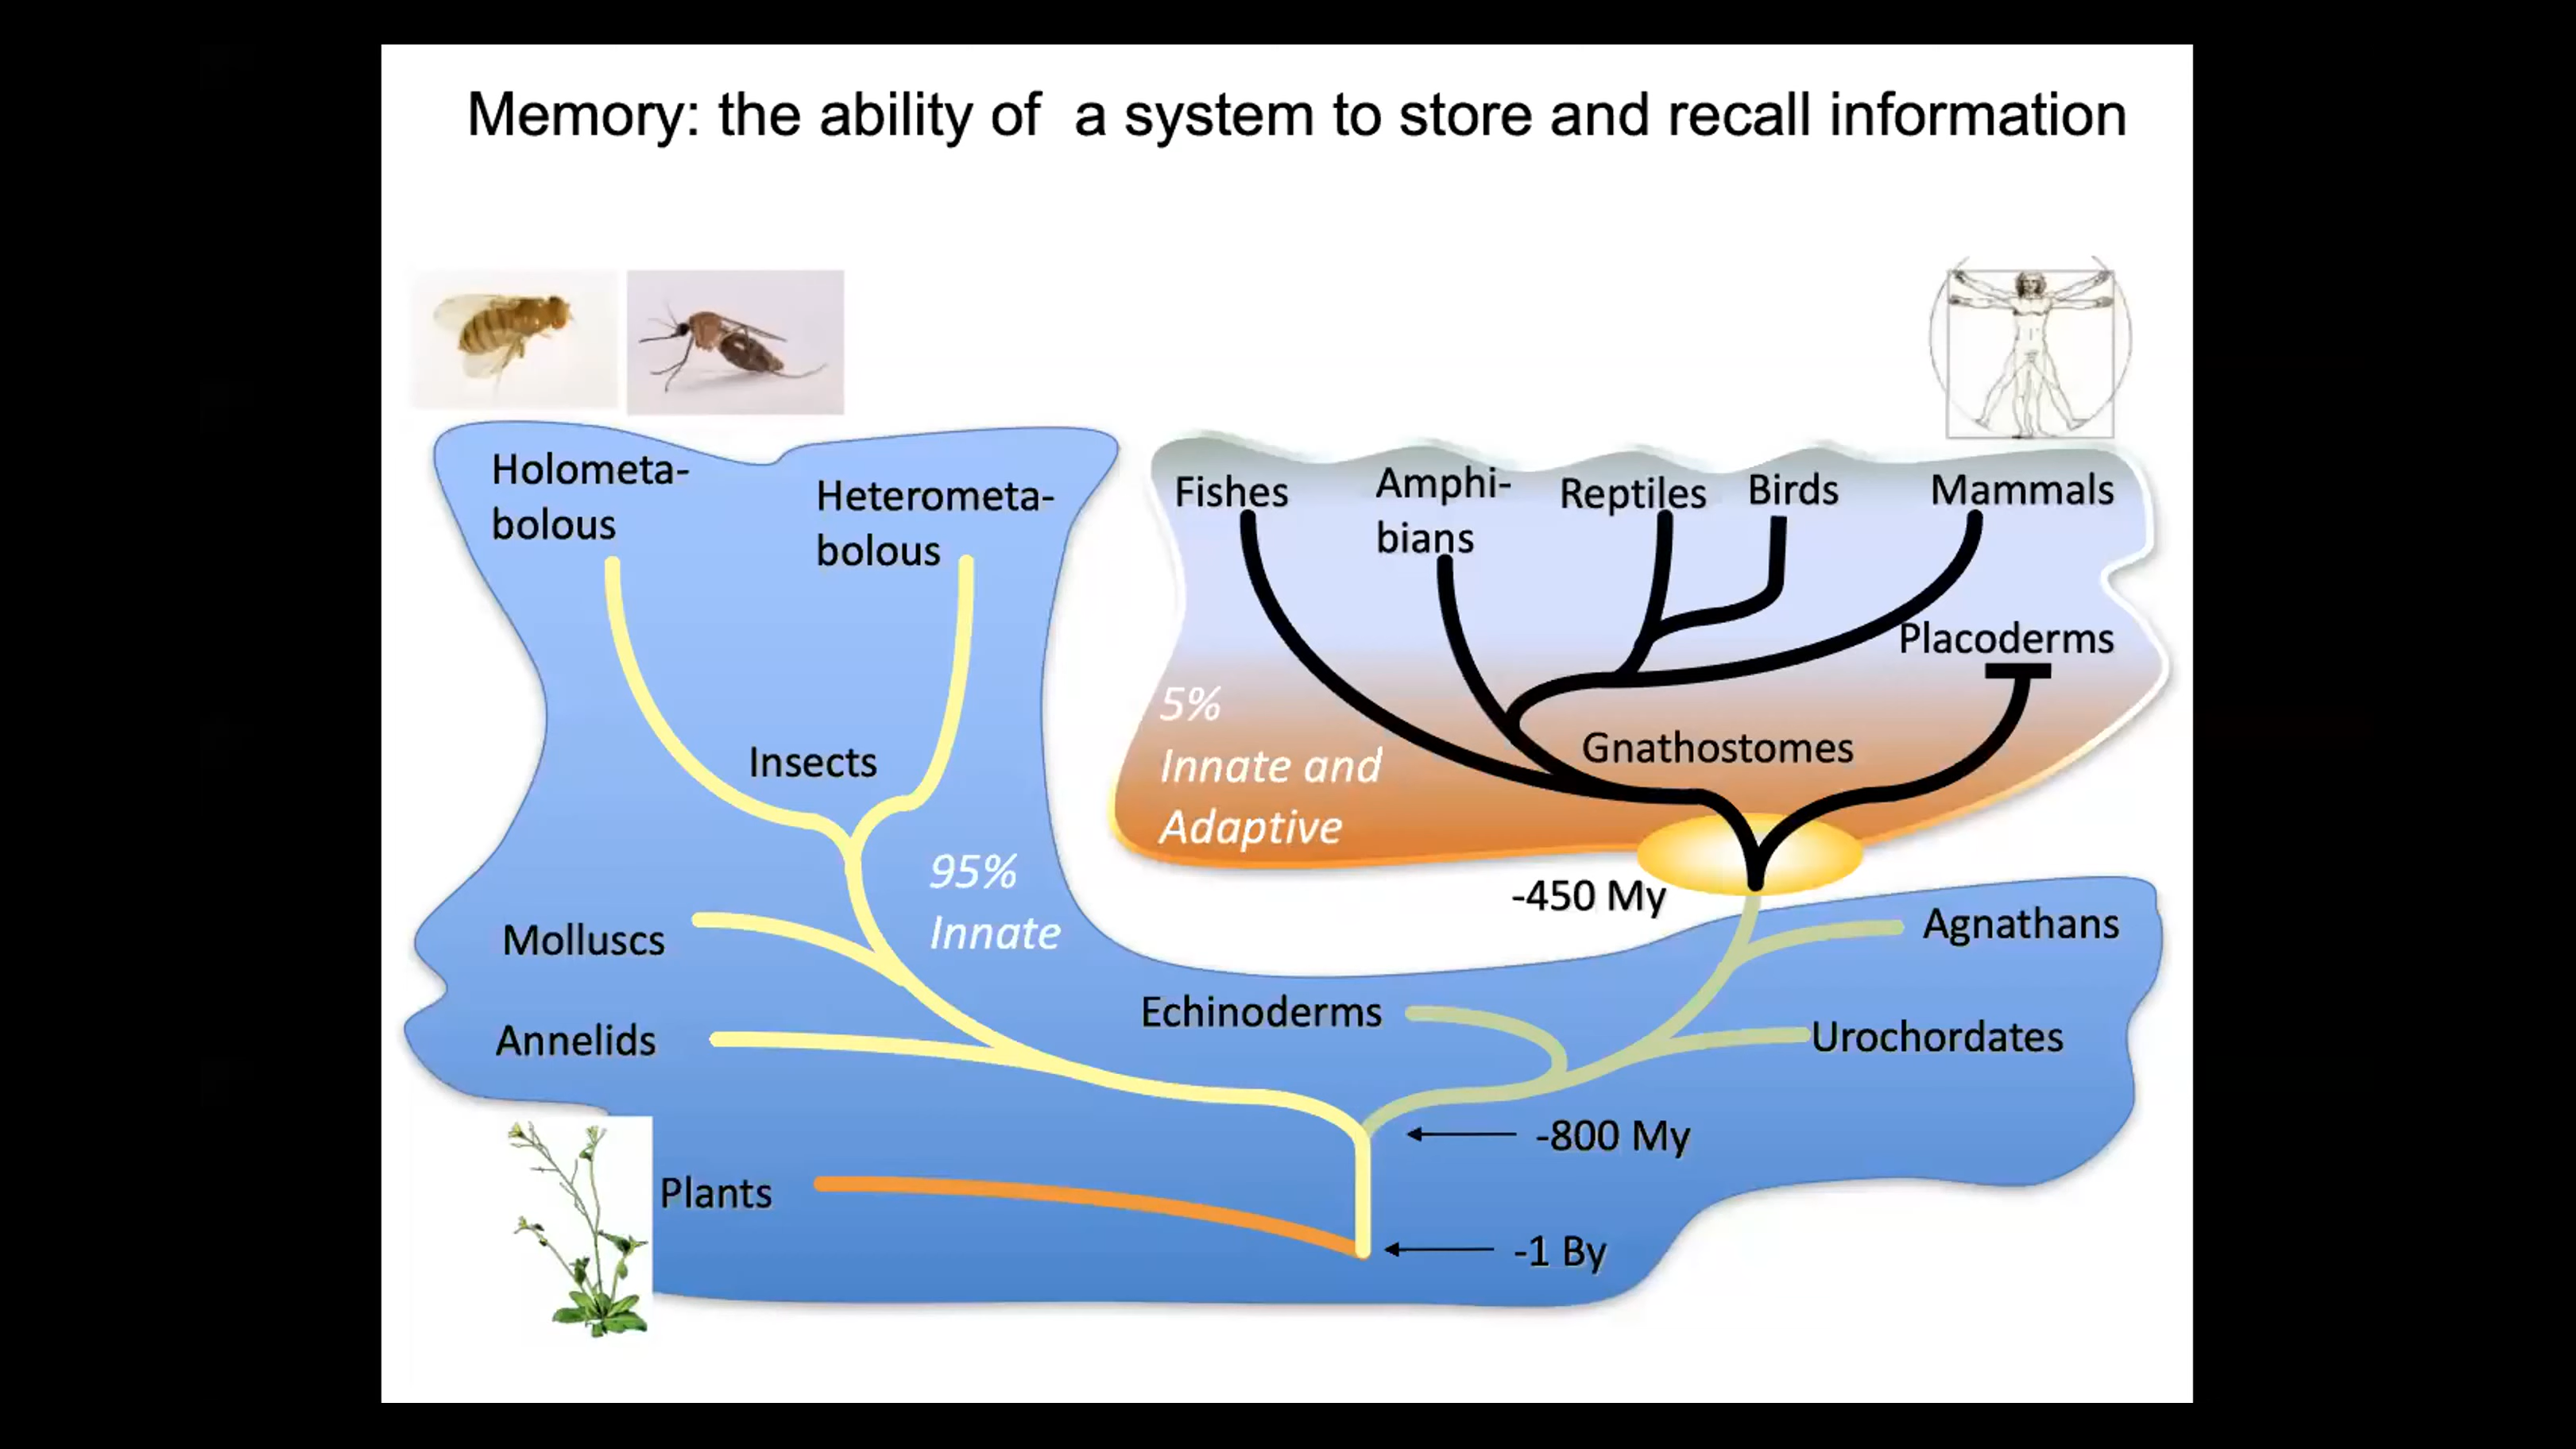 Memory: the ability of  a system to store and recall information
Holometa-
bolous
Heterometa-
bolous
Fishes
Amphi-
bians
Reptiles
Birds
Mammals
Placoderms
5%
Innate and
Adaptive
Gnathostomes
Insects
95%
Innate
-450 My
Molluscs
Agnathans
Echinoderms
Annelids
Urochordates
-800 My
Plants
-1 By